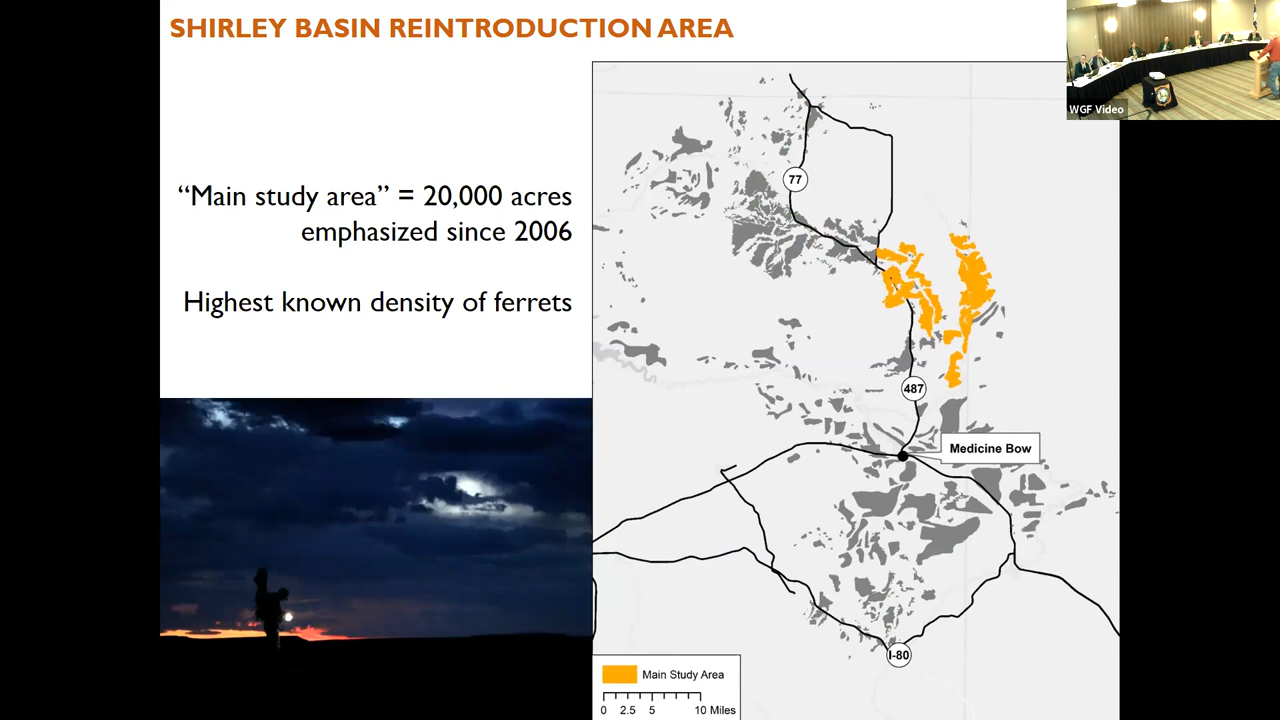 SHIRLEY BASIN REINTRODUCTION AREA
WGF Video
“Main study area” = 20,000 acres
emphasized since 2006
Highest known density of ferrets
77
487
Medicine Bow
I-80
Main Study Area
0 2.5 5 10 Miles